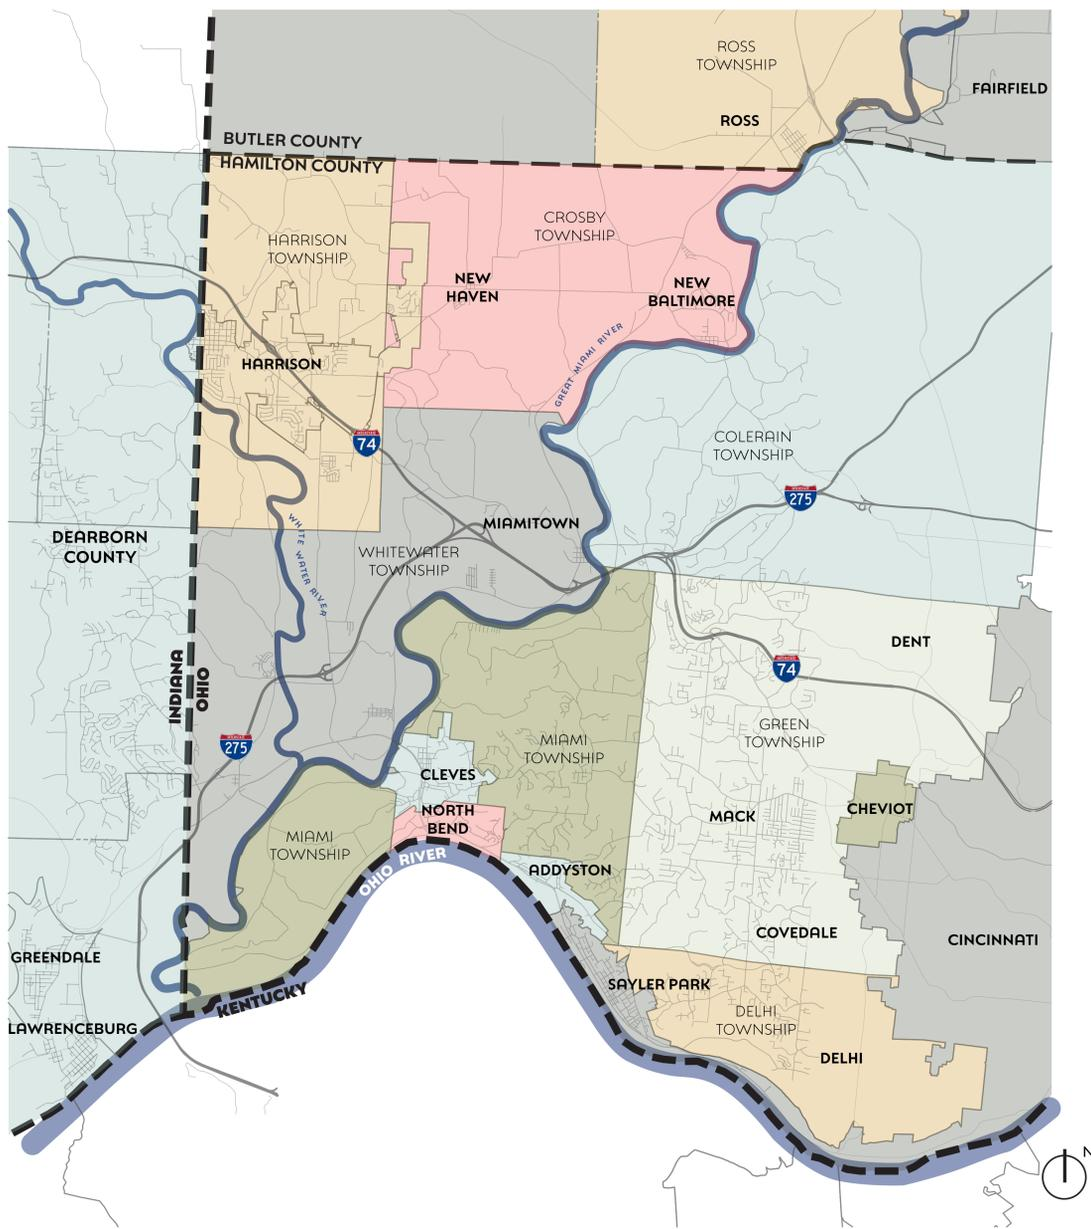 ROSS
TOWNSHIP
FAIRFIELD
ROSS
BUTLER COUNTY
HAMILTON COUNTY
CROSBY
TOWNSHIP
HARRISON
TOWNSHIP
NEW
HAVEN
NEW
BALTIMORE
GREAT MIAMI RIVER
HARRISON
74
COLERAIN
TOWNSHIP
275
MIAMITOWN
DEARBORN
COUNTY
WHITE WATER RIVER
WHITEWATER
TOWNSHIP
DENT
INDIANA
OHIO
74
275
GREEN
TOWNSHIP
MIAMI
TOWNSHIP
CLEVES
CHEVIOT
NORTH
BEND
MACK
MIAMI
TOWNSHIP
OHIO RIVER
ADDYSTON
COVEDALE
CINCINNATI
GREENDALE
SAYLER PARK
KENTUCKY
DELHI
TOWNSHIP
LAWRENCEBURG
DELHI
N